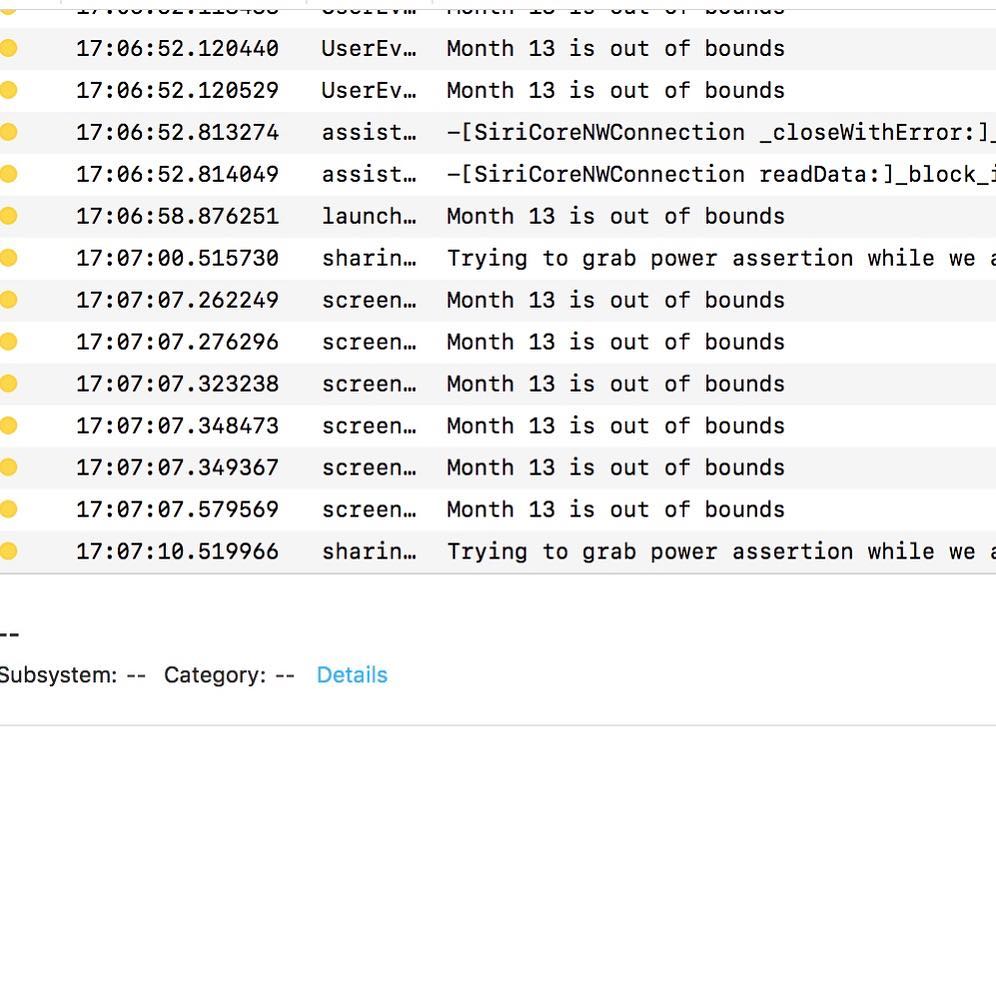 Month 13 is out of bounds
17:06:52.120440 UserEv… Month 13 is out of bounds
17:06:52.120529 UserEv… Month 13 is out of bounds
17:06:52.813274 assist… -[SiriCoreNWConnection _closeWithError:]_
17:06:52.814049 assist… -[SiriCoreNWConnection readData:]_block_i
17:06:58.876251 launch… Month 13 is out of bounds
17:07:00.515730 sharin… Trying to grab power assertion while we a
17:07:07.262249 screen… Month 13 is out of bounds
17:07:07.276296 screen… Month 13 is out of bounds
17:07:07.323238 screen… Month 13 is out of bounds
17:07:07.348473 screen… Month 13 is out of bounds
17:07:07.349367 screen… Month 13 is out of bounds
17:07:07.579569 screen… Month 13 is out of bounds
17:07:10.519966 sharin… Trying to grab power assertion while we a
--
Subsystem: -- Category: -- Details